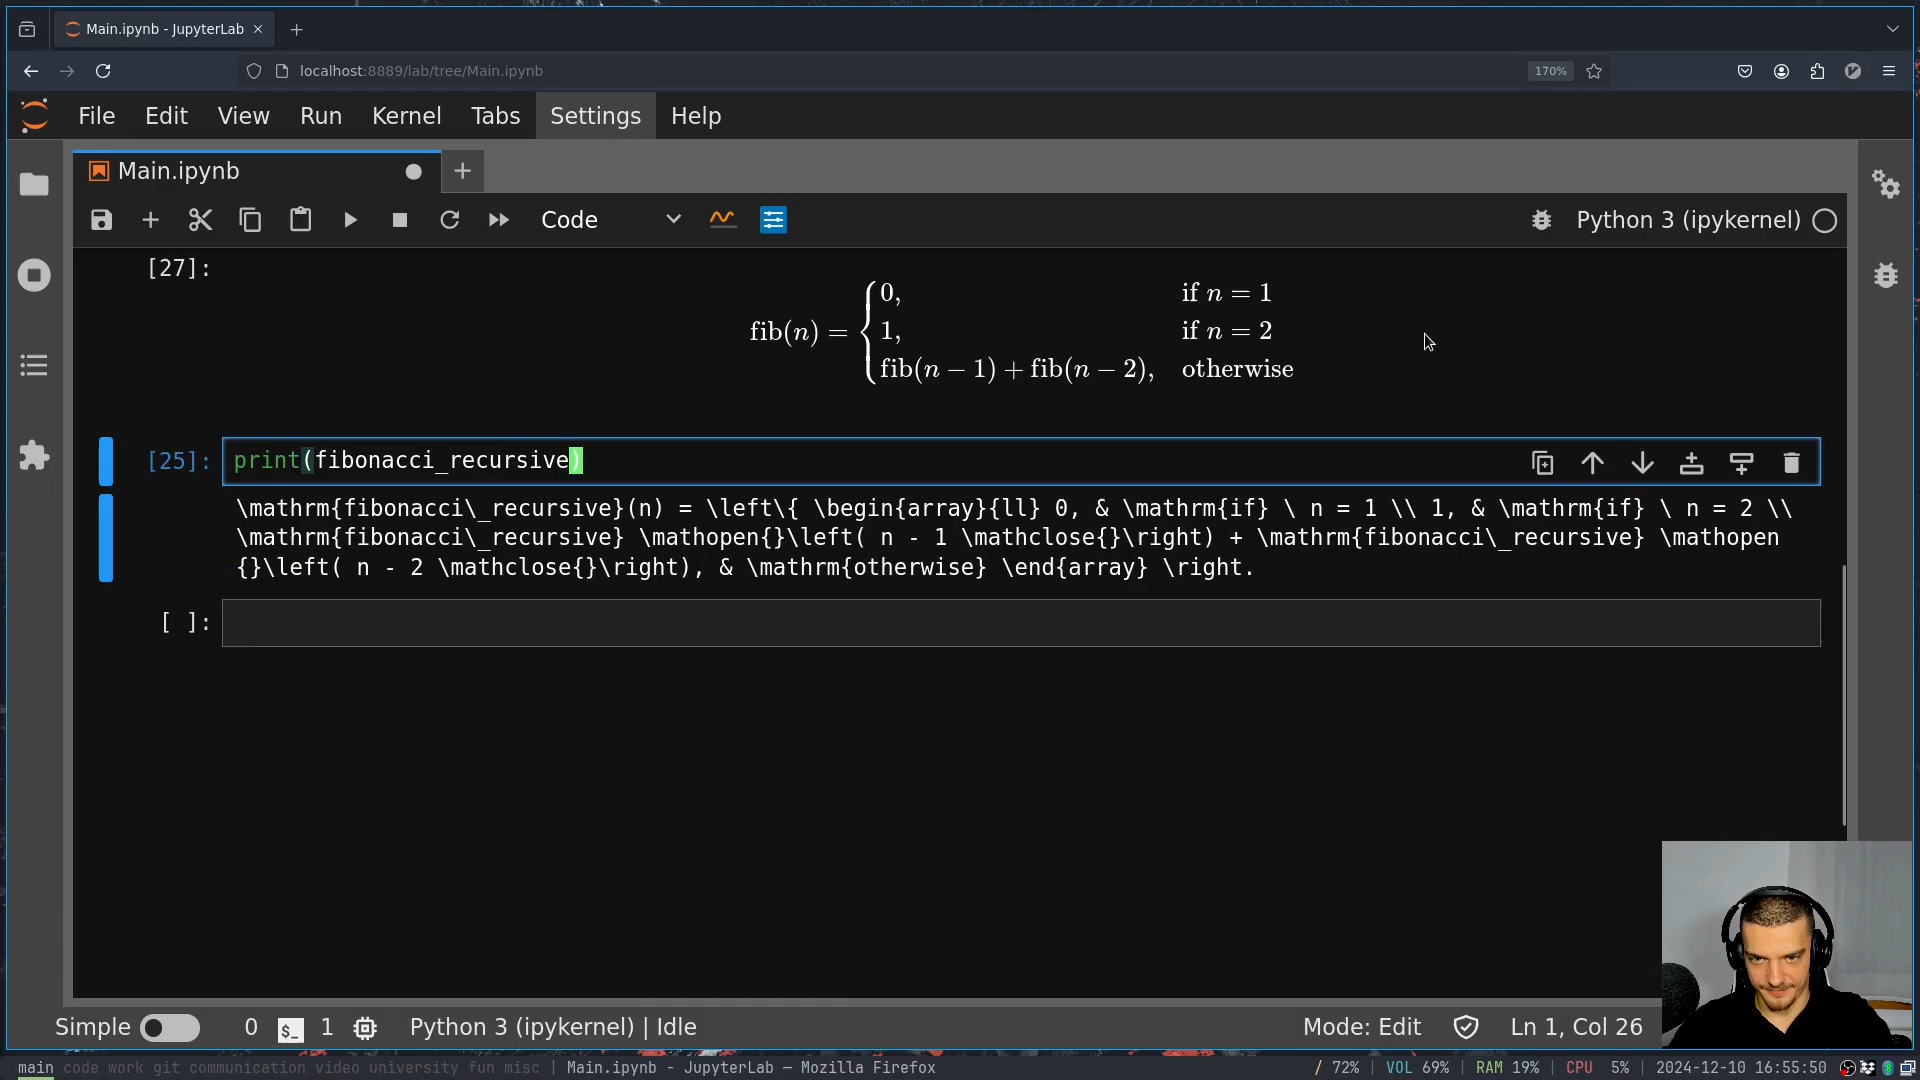 Main.ipynb - JupyterLab
localhost:8889/lab/tree/Main.ipynb 170%
File Edit View Run Kernel Tabs Settings Help
Main.ipynb
Code Python 3 (ipykernel)
[27]:
fib(n) = { 0, if n = 1
1, if n = 2
fib(n − 1) + fib(n − 2), otherwise
[25]: print(fibonacci_recursive)
\mathrm{fibonacci\_recursive}(n) = \left\{ \begin{array}{ll} 0, & \mathrm{if} \ n = 1 \\ 1, & \mathrm{if} \ n = 2 \\
\mathrm{fibonacci\_recursive} \mathopen{}\left( n - 1 \mathclose{}\right) + \mathrm{fibonacci\_recursive} \mathopen
{}\left( n - 2 \mathclose{}\right), & \mathrm{otherwise} \end{array} \right.
[ ]:
Simple 0 $_ 1 Python 3 (ipykernel) | Idle Mode: Edit Ln 1, Col 26
main code work git communication video university fun misc | Main.ipynb - JupyterLab — Mozilla Firefox / 72% | VOL 69% | RAM 19% | CPU 5% | 2024-12-10 16:55:50